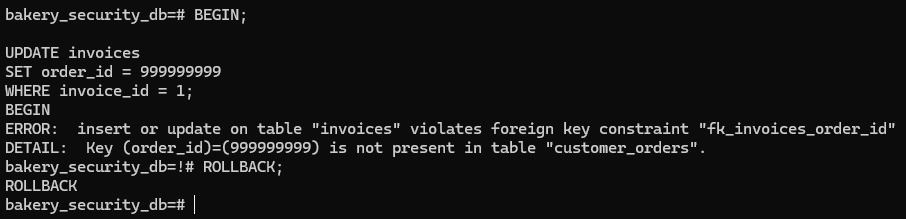 bakery_security_db=# BEGIN;
UPDATE invoices
SET order_id = 999999999
WHERE invoice_id = 1;
BEGIN
ERROR:  insert or update on table "invoices" violates foreign key constraint "fk_invoices_order_id"
DETAIL:  Key (order_id)=(999999999) is not present in table "customer_orders".
bakery_security_db=!# ROLLBACK;
ROLLBACK
bakery_security_db=#